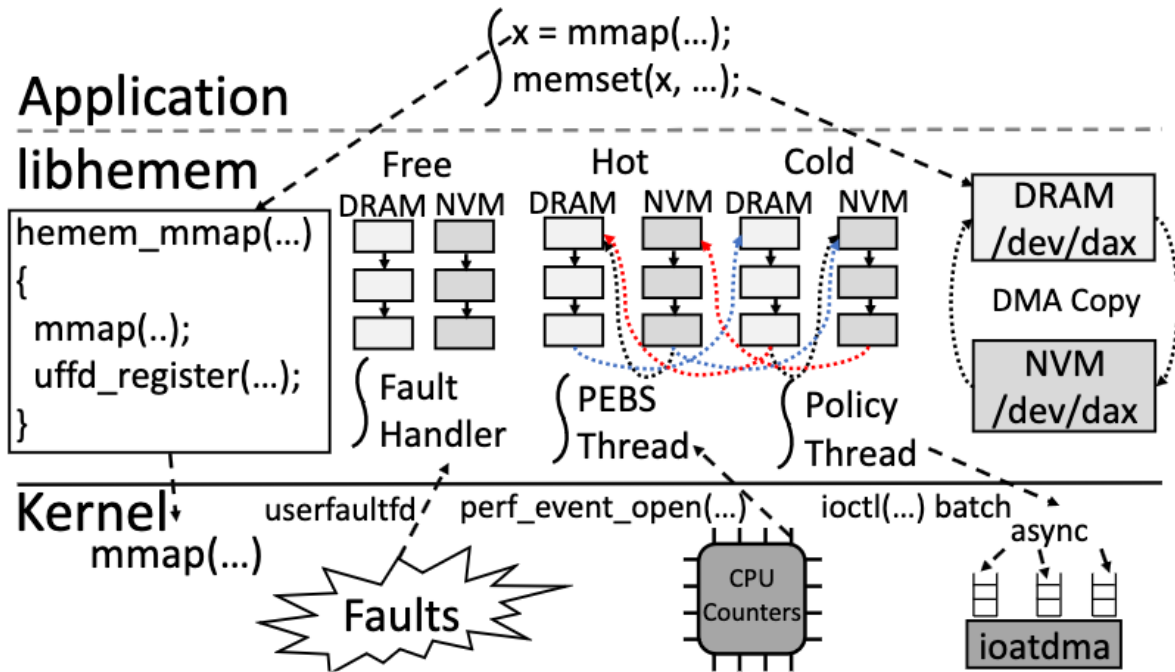 x = mmap(...);
memset(x, ...);
Application
libhemem
Free Hot Cold
DRAM NVM DRAM NVM DRAM NVM
hemem_mmap(...)
{
mmap(..);
uffd_register(...);
}
Fault
Handler
PEBS
Thread
Policy
Thread
DRAM
/dev/dax
DMA Copy
NVM
/dev/dax
Kernel
mmap(...)
userfaultfd
perf_event_open(...)
ioctl(...) batch
async
Faults
CPU
Counters
ioatdma